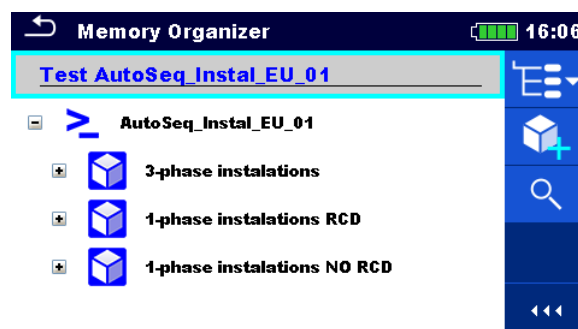 Memory Organizer 16:06
Test AutoSeq_Instal_EU_01
AutoSeq_Instal_EU_01
3-phase instalations
1-phase instalations RCD
1-phase instalations NO RCD